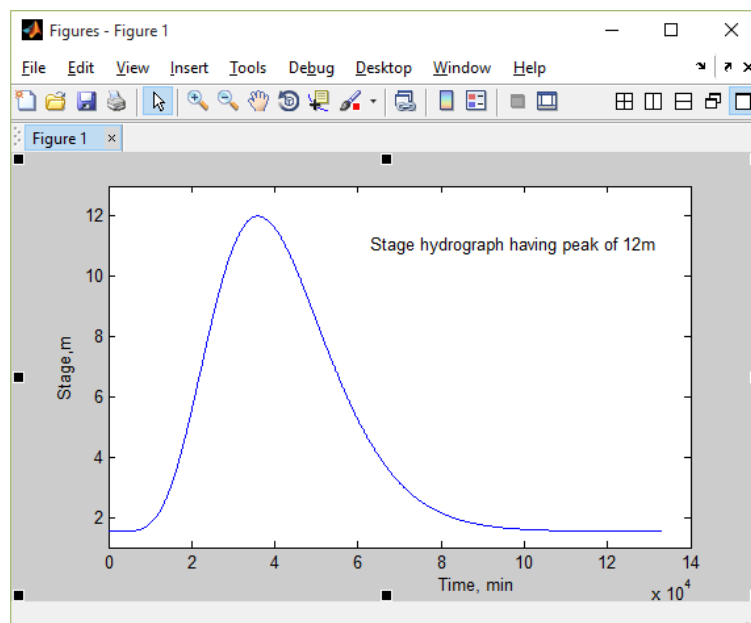 Figures - Figure 1
File Edit View Insert Tools Debug Desktop Window Help
Figure 1
Stage hydrograph having peak of 12m
12
10
8
6
4
2
Stage,m
0 2 4 6 8 10 12 14
Time, min
x 10^4